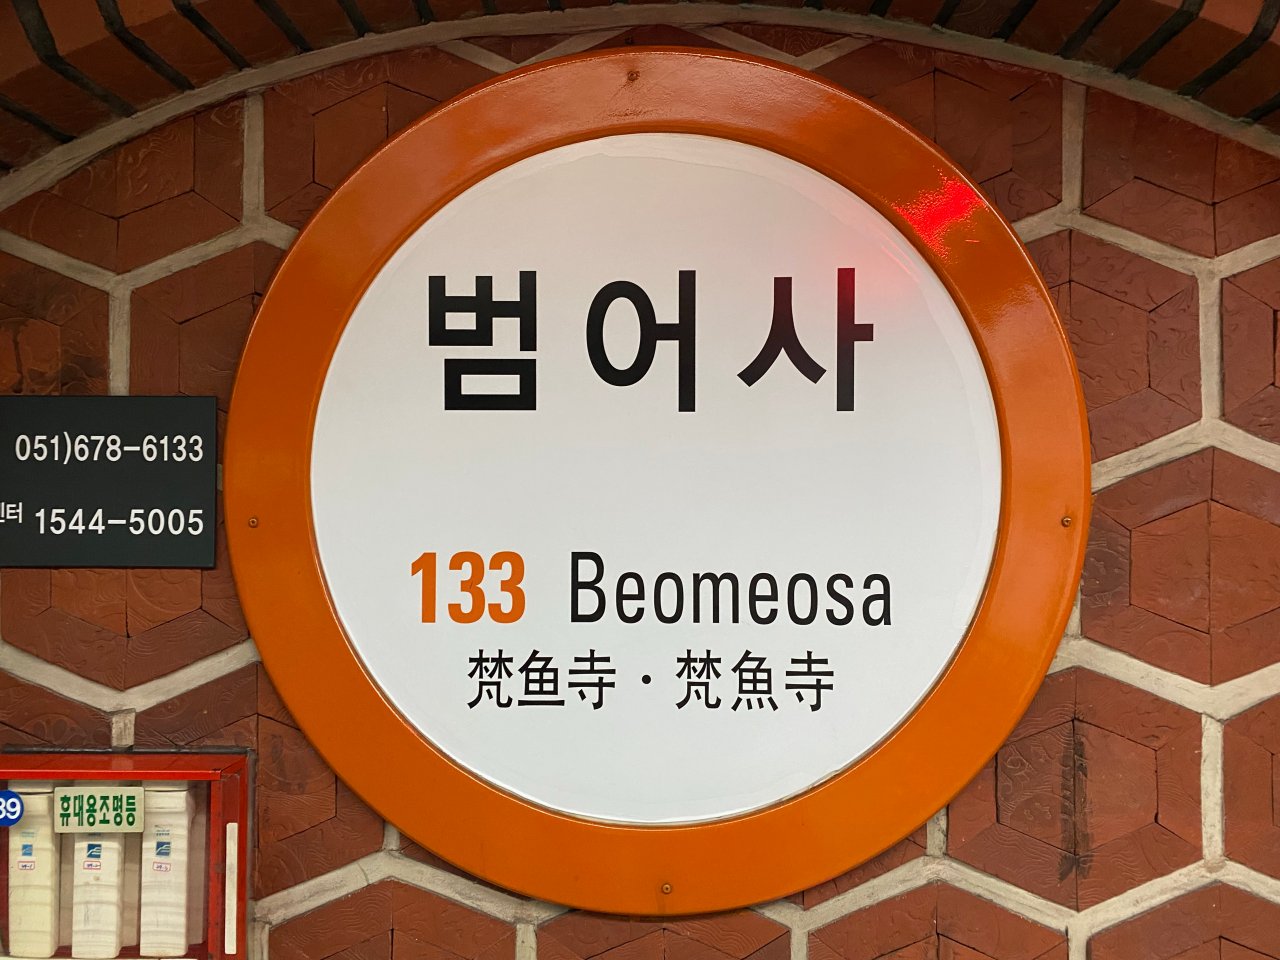 범어사
133 Beomeosa
梵鱼寺・梵魚寺
051)678-6133
1544-5005
39
휴대용조명등